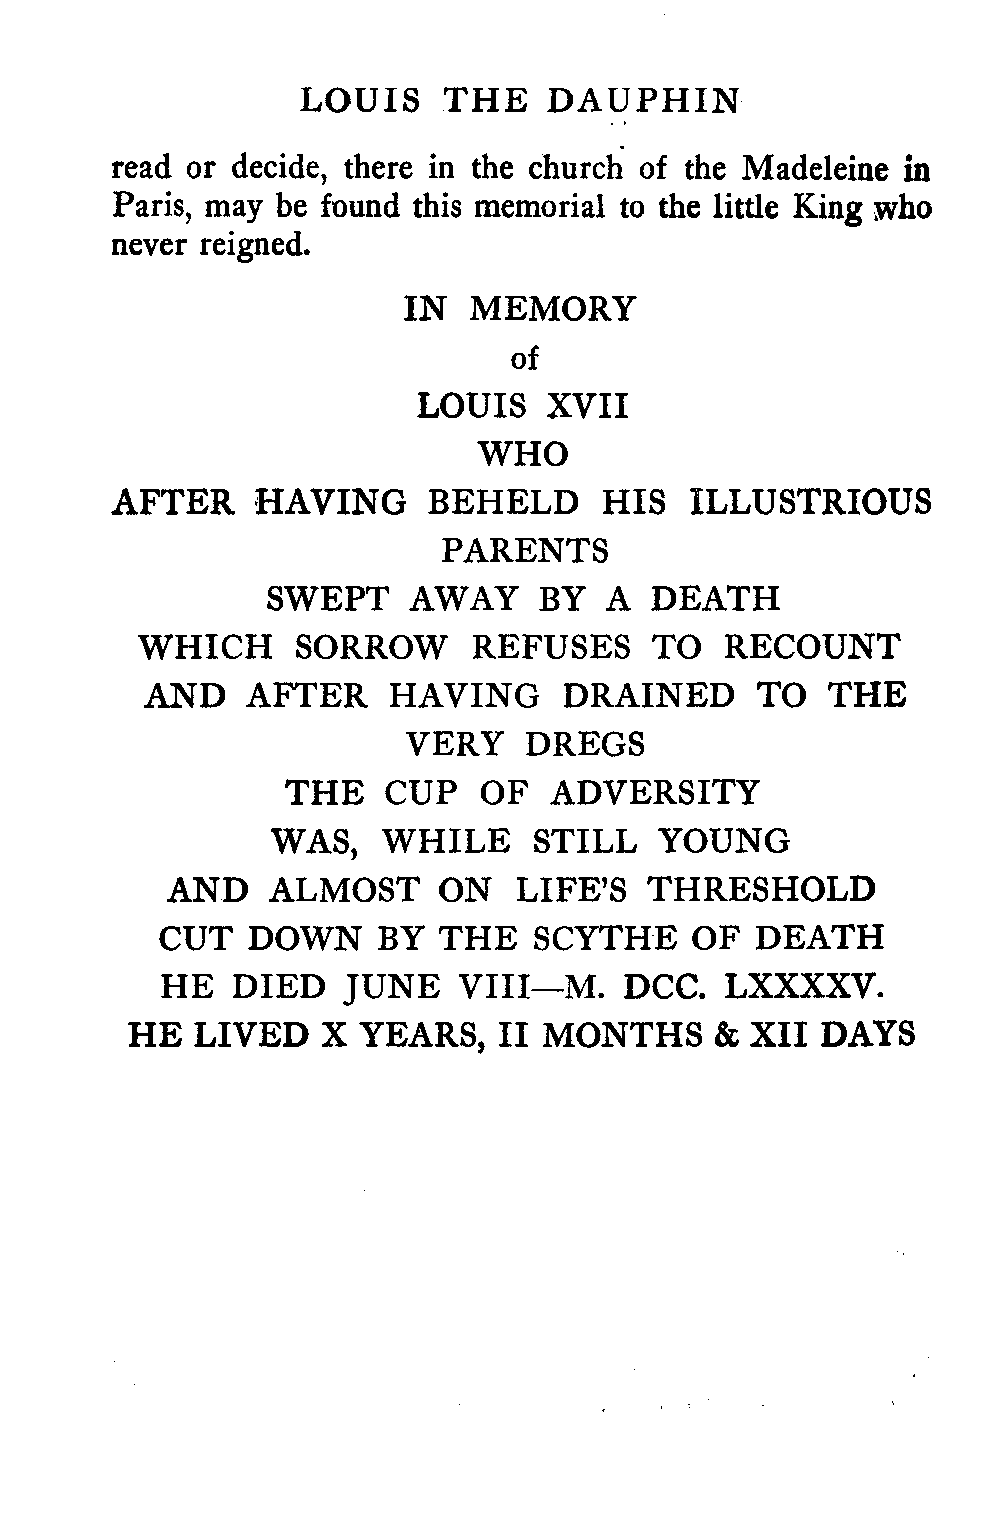 LOUIS THE DAUPHIN
read or decide, there in the church of the Madeleine in
Paris, may be found this memorial to the little King who
never reigned.
IN MEMORY
of
LOUIS XVII
WHO
AFTER HAVING BEHELD HIS ILLUSTRIOUS
PARENTS
SWEPT AWAY BY A DEATH
WHICH SORROW REFUSES TO RECOUNT
AND AFTER HAVING DRAINED TO THE
VERY DREGS
THE CUP OF ADVERSITY
WAS, WHILE STILL YOUNG
AND ALMOST ON LIFE'S THRESHOLD
CUT DOWN BY THE SCYTHE OF DEATH
HE DIED JUNE VIII—M. DCC. LXXXXV.
HE LIVED X YEARS, II MONTHS & XII DAYS